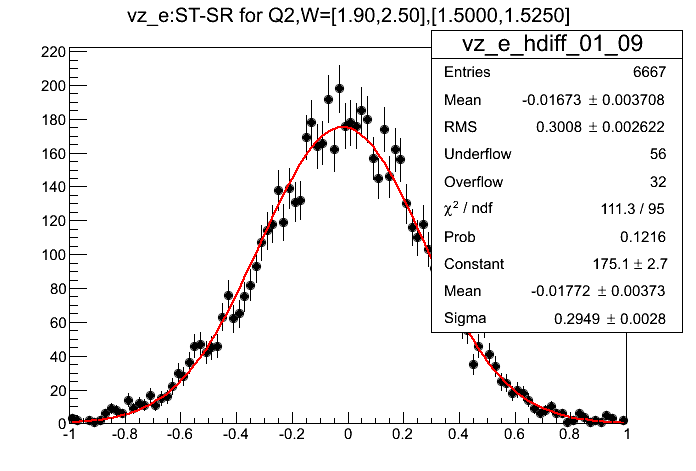 vz_e:ST-SR for Q2,W=[1.90,2.50],[1.5000,1.5250]
vz_e_hdiff_01_09
Entries 6667
Mean -0.01673 ± 0.003708
RMS 0.3008 ± 0.002622
Underflow 56
Overflow 32
χ² / ndf 111.3 / 95
Prob 0.1216
Constant 175.1 ± 2.7
Mean -0.01772 ± 0.00373
Sigma 0.2949 ± 0.0028
220
200
180
160
140
120
100
80
60
40
20
0
-1 -0.8 -0.6 -0.4 -0.2 0 0.2 0.4 0.6 0.8 1